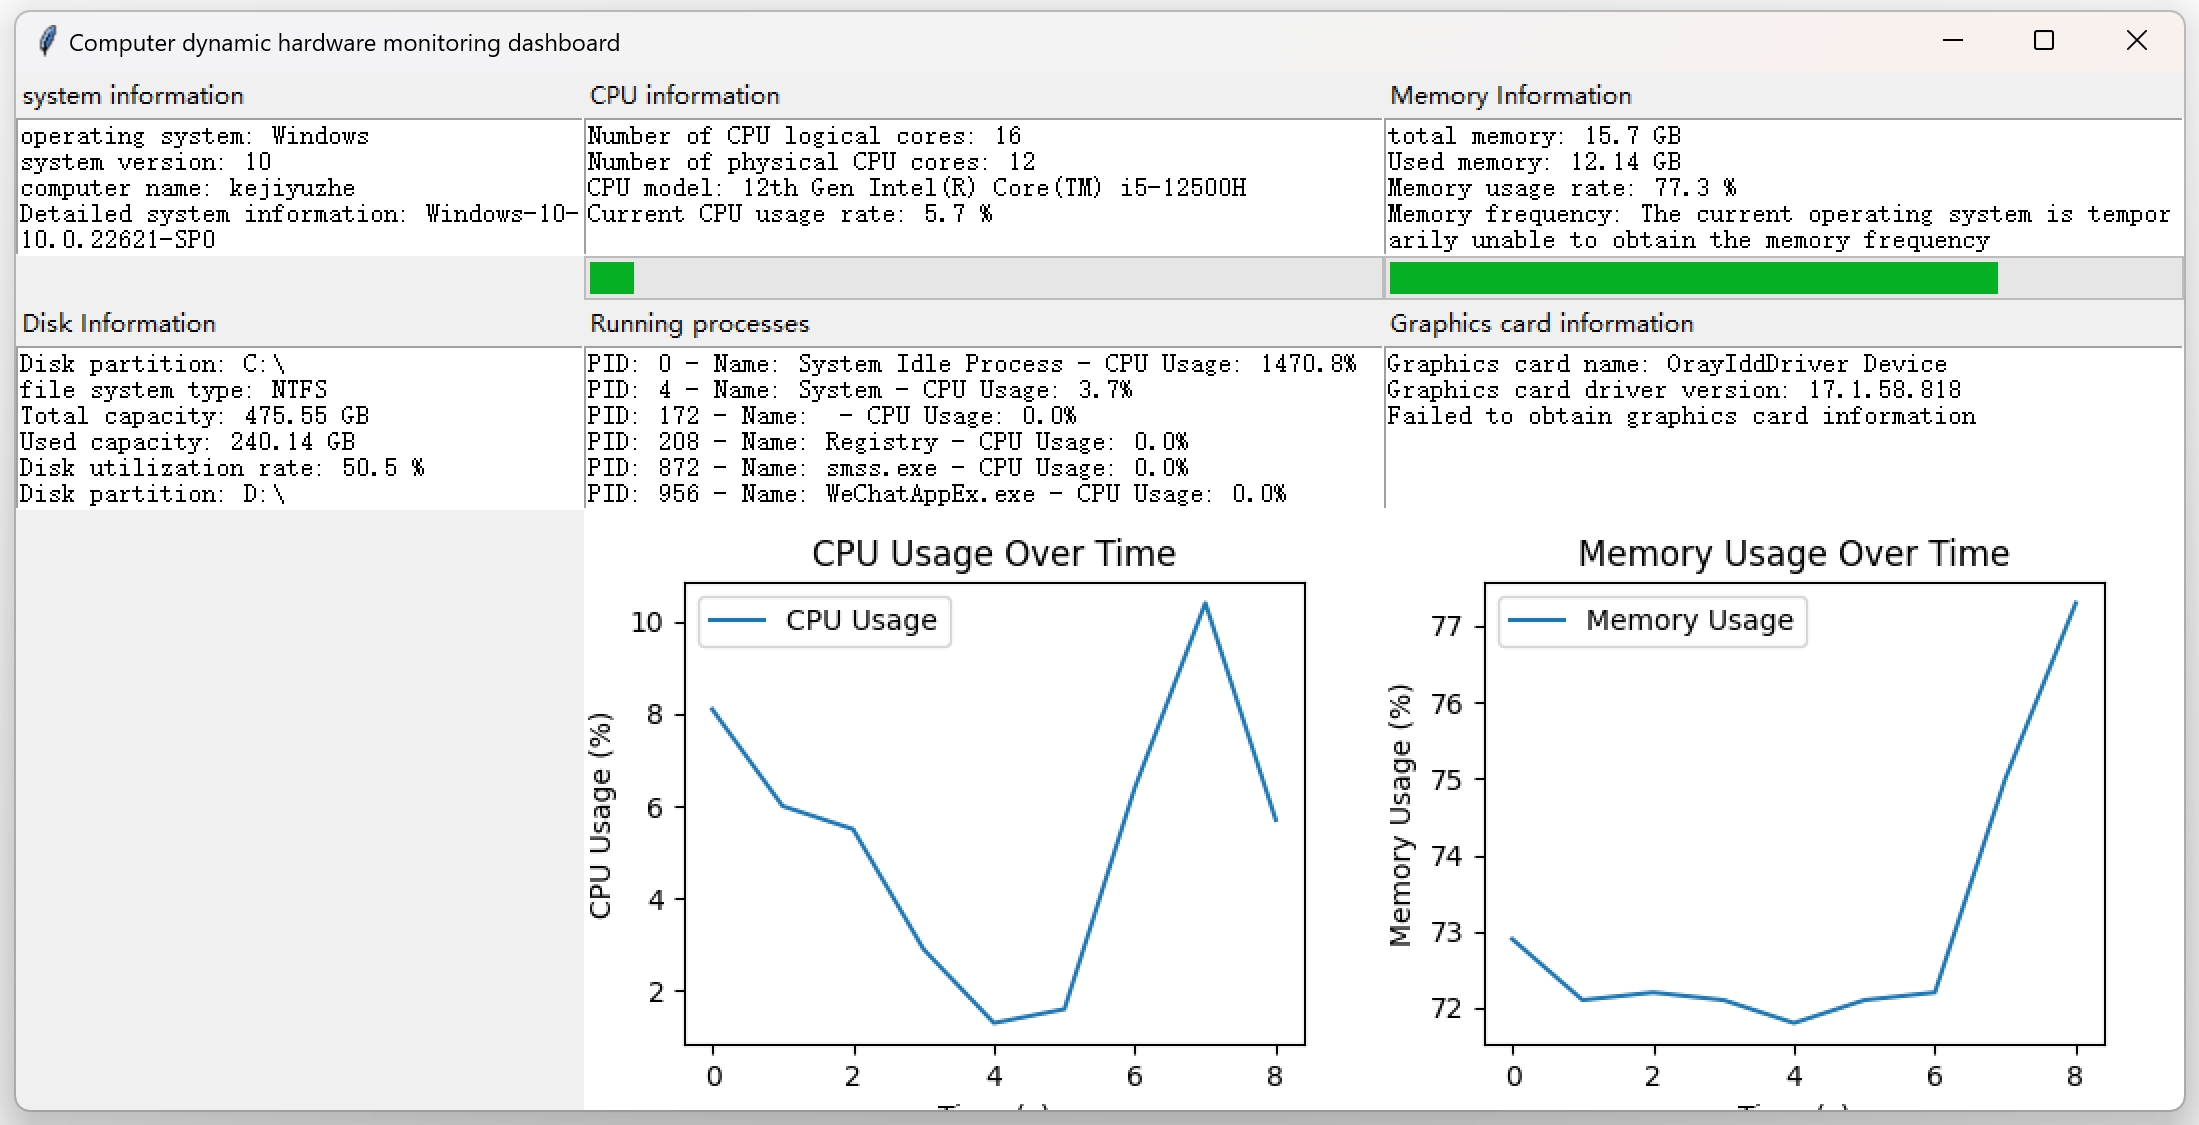 Computer dynamic hardware monitoring dashboard
system information
operating system: Windows
system version: 10
computer name: kejiyuzhe
Detailed system information: Windows-10-
10.0.22621-SP0
CPU information
Number of CPU logical cores: 16
Number of physical CPU cores: 12
CPU model: 12th Gen Intel(R) Core(TM) i5-12500H
Current CPU usage rate: 5.7 %
Memory Information
total memory: 15.7 GB
Used memory: 12.14 GB
Memory usage rate: 77.3 %
Memory frequency: The current operating system is tempor
arily unable to obtain the memory frequency
Disk Information
Disk partition: C:\
file system type: NTFS
Total capacity: 475.55 GB
Used capacity: 240.14 GB
Disk utilization rate: 50.5 %
Disk partition: D:\
Running processes
PID: 0 - Name: System Idle Process - CPU Usage: 1470.8%
PID: 4 - Name: System - CPU Usage: 3.7%
PID: 172 - Name:  - CPU Usage: 0.0%
PID: 208 - Name: Registry - CPU Usage: 0.0%
PID: 872 - Name: smss.exe - CPU Usage: 0.0%
PID: 956 - Name: WeChatAppEx.exe - CPU Usage: 0.0%
Graphics card information
Graphics card name: OrayIddDriver Device
Graphics card driver version: 17.1.58.818
Failed to obtain graphics card information
CPU Usage Over Time
CPU Usage
CPU Usage (%)
10
8
6
4
2
0 2 4 6 8
Memory Usage Over Time
Memory Usage
Memory Usage (%)
77
76
75
74
73
72
0 2 4 6 8